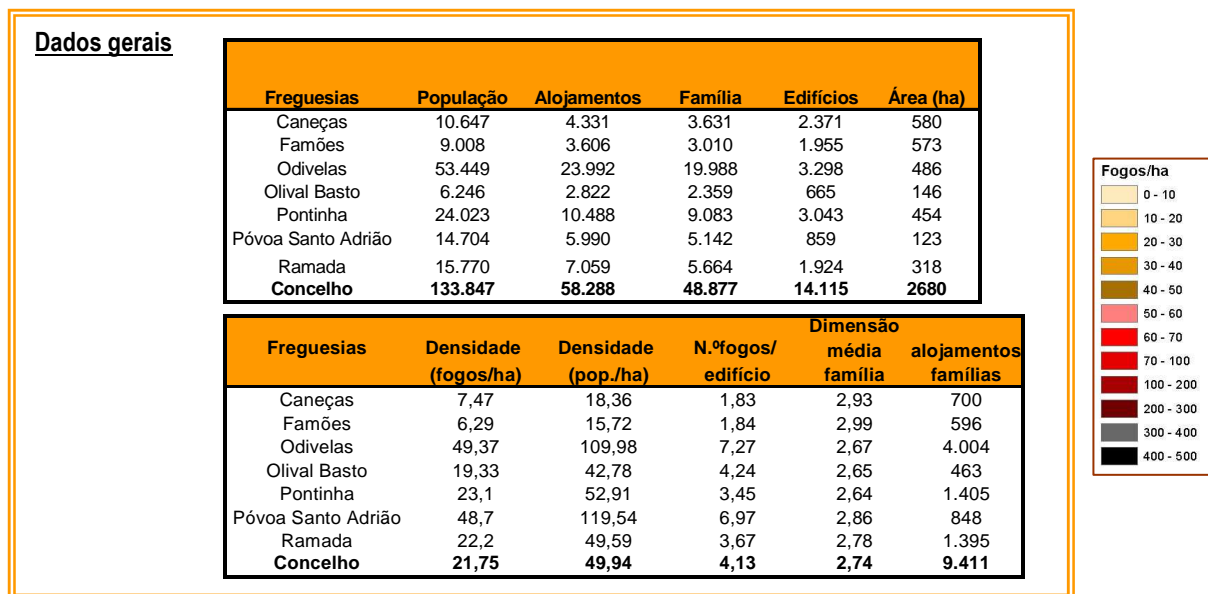 Dados gerais
Freguesias População Alojamentos Família Edifícios Área (ha)
Caneças 10.647 4.331 3.631 2.371 580
Famões 9.008 3.606 3.010 1.955 573
Odivelas 53.449 23.992 19.988 3.298 486
Olival Basto 6.246 2.822 2.359 665 146
Pontinha 24.023 10.488 9.083 3.043 454
Póvoa Santo Adrião 14.704 5.990 5.142 859 123
Ramada 15.770 7.059 5.664 1.924 318
Concelho 133.847 58.288 48.877 14.115 2680
Freguesias Densidade (fogos/ha) Densidade (pop./ha) N.ºfogos/ edifício Dimensão média família alojamentos famílias
Caneças 7,47 18,36 1,83 2,93 700
Famões 6,29 15,72 1,84 2,99 596
Odivelas 49,37 109,98 7,27 2,67 4.004
Olival Basto 19,33 42,78 4,24 2,65 463
Pontinha 23,1 52,91 3,45 2,64 1.405
Póvoa Santo Adrião 48,7 119,54 6,97 2,86 848
Ramada 22,2 49,59 3,67 2,78 1.395
Concelho 21,75 49,94 4,13 2,74 9.411
Fogos/ha
0 - 10
10 - 20
20 - 30
30 - 40
40 - 50
50 - 60
60 - 70
70 - 100
100 - 200
200 - 300
300 - 400
400 - 500